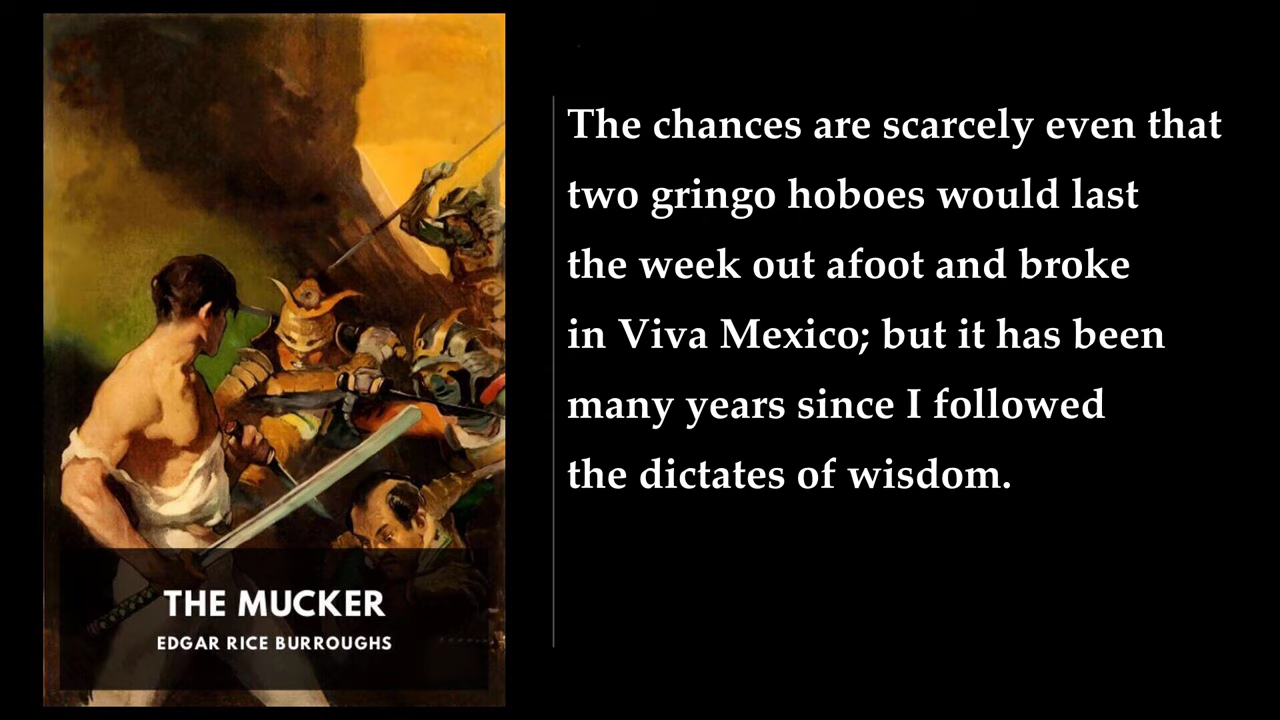 The chances are scarcely even that
two gringo hoboes would last
the week out afoot and broke
in Viva Mexico; but it has been
many years since I followed
the dictates of wisdom.
THE MUCKER
EDGAR RICE BURROUGHS